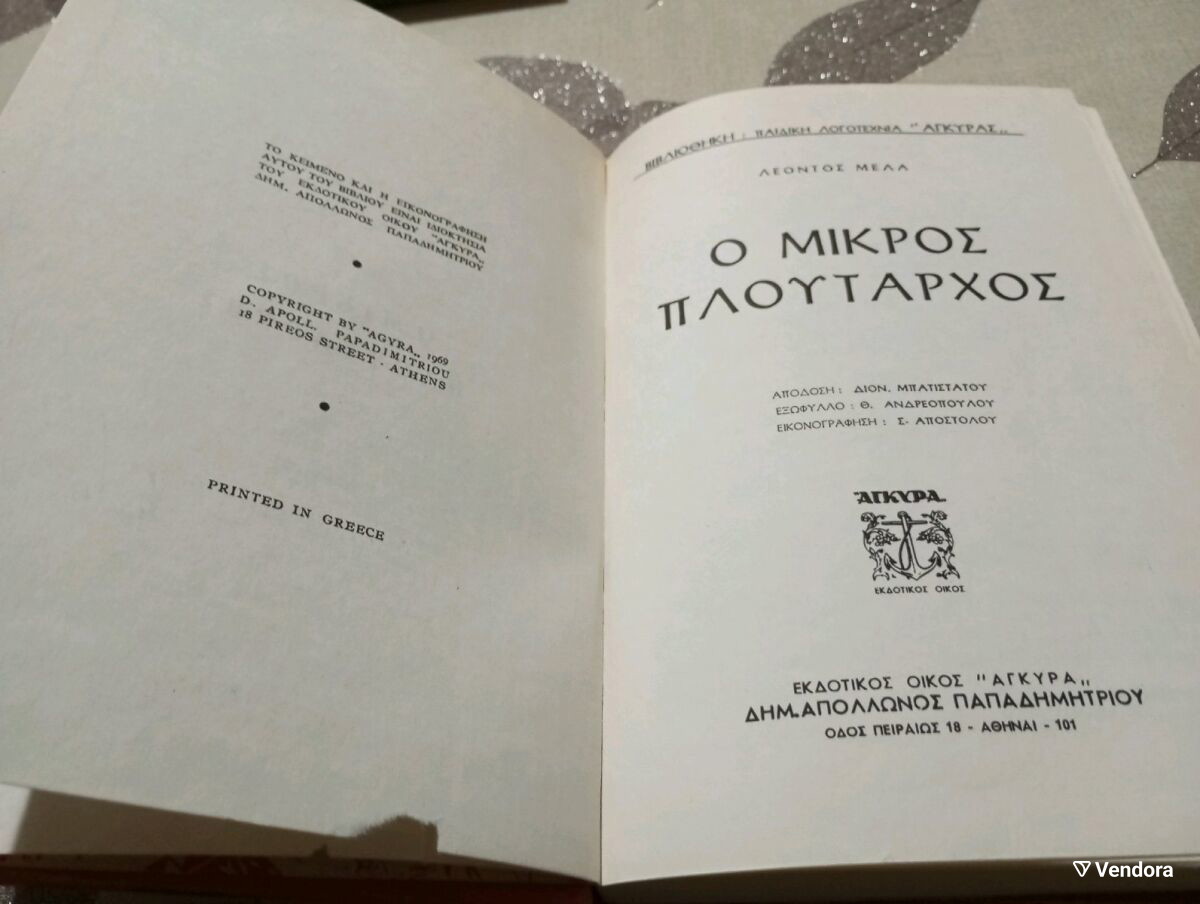 ΤΟ ΚΕΙΜΕΝΟ ΚΑΙ Η ΕΙΚΟΝΟΓΡΑΦΗΣΗ
ΑΥΤΟΥ ΤΟΥ ΒΙΒΛΙΟΥ ΕΙΝΑΙ ΙΔΙΟΚΤΗΣΙΑ
ΤΟΥ ΕΚΔΟΤΙΚΟΥ ΟΙΚΟΥ "ΑΓΚΥΡΑ,,
ΔΗΜ. ΑΠΟΛΛΩΝΟΣ ΠΑΠΑΔΗΜΗΤΡΙΟΥ
COPYRIGHT BY "AGYRA,, 1969
D. APOLL. PAPADIMITRIOU
18 PIREOS STREET · ATHENS
PRINTED IN GREECE
ΒΙΒΛΙΟΘΗΚΗ : ΠΑΙΔΙΚΗ ΛΟΓΟΤΕΧΝΙΑ "ΑΓΚΥΡΑΣ,,
ΛΕΟΝΤΟΣ ΜΕΛΑ
Ο ΜΙΚΡΟΣ
ΠΛΟΥΤΑΡΧΟΣ
ΑΠΟΔΟΣΗ : ΔΙΟΝ. ΜΠΑΤΙΣΤΑΤΟΥ
ΕΞΩΦΥΛΛΟ : Θ. ΑΝΔΡΕΟΠΟΥΛΟΥ
ΕΙΚΟΝΟΓΡΑΦΗΣΗ : Σ. ΑΠΟΣΤΟΛΟΥ
ἌΓΚΥΡΑ
ΕΚΔΟΤΙΚΟΣ ΟΙΚΟΣ
ΕΚΔΟΤΙΚΟΣ ΟΙΚΟΣ "ΑΓΚΥΡΑ,,
ΔΗΜ. ΑΠΟΛΛΩΝΟΣ ΠΑΠΑΔΗΜΗΤΡΙΟΥ
ΟΔΟΣ ΠΕΙΡΑΙΩΣ 18 - ΑΘΗΝΑΙ - 101
Vendora